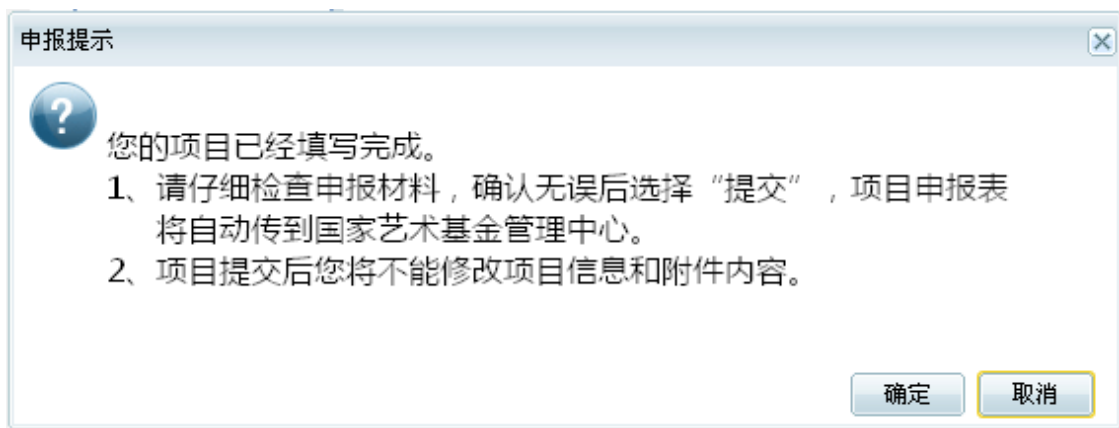 申报提示
?
您的项目已经填写完成。
1、请仔细检查申报材料，确认无误后选择“提交”，项目申报表
将自动传到国家艺术基金管理中心。
2、项目提交后您将不能修改项目信息和附件内容。
确定 取消